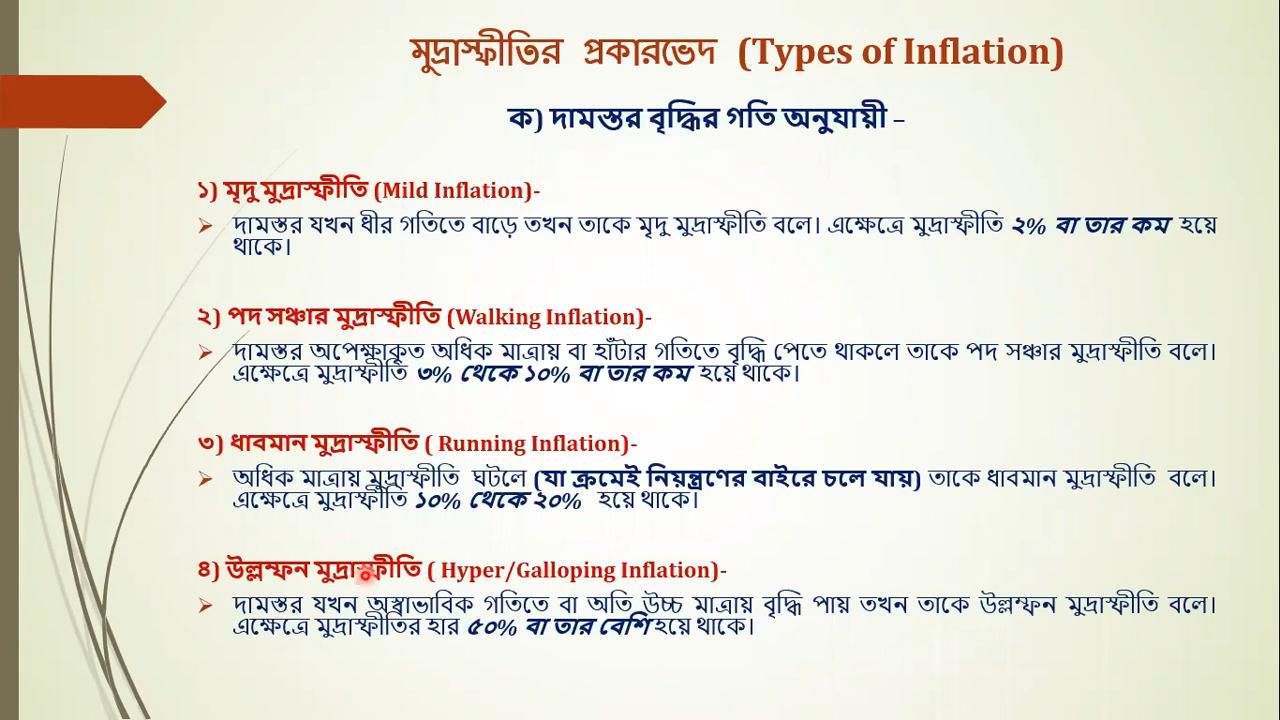 মুদ্রাস্ফীতির প্রকারভেদ (Types of Inflation)
ক) দামস্তর বৃদ্ধির গতি অনুযায়ী –
১) মৃদু মুদ্রাস্ফীতি (Mild Inflation)-
➢ দামস্তর যখন ধীর গতিতে বাড়ে তখন তাকে মৃদু মুদ্রাস্ফীতি বলে। এক্ষেত্রে মুদ্রাস্ফীতি ২% বা তার কম হয়ে
থাকে।
২) পদ সঞ্চার মুদ্রাস্ফীতি (Walking Inflation)-
➢ দামস্তর অপেক্ষাকৃত অধিক মাত্রায় বা হাঁটার গতিতে বৃদ্ধি পেতে থাকলে তাকে পদ সঞ্চার মুদ্রাস্ফীতি বলে।
এক্ষেত্রে মুদ্রাস্ফীতি ৩% থেকে ১০% বা তার কম হয়ে থাকে।
৩) ধাবমান মুদ্রাস্ফীতি ( Running Inflation)-
➢ অধিক মাত্রায় মুদ্রাস্ফীতি ঘটলে (যা ক্রমেই নিয়ন্ত্রণের বাইরে চলে যায়) তাকে ধাবমান মুদ্রাস্ফীতি বলে।
এক্ষেত্রে মুদ্রাস্ফীতি ১০% থেকে ২০% হয়ে থাকে।
৪) উল্লম্ফন মুদ্রাস্ফীতি ( Hyper/Galloping Inflation)-
➢ দামস্তর যখন অস্বাভাবিক গতিতে বা অতি উচ্চ মাত্রায় বৃদ্ধি পায় তখন তাকে উল্লম্ফন মুদ্রাস্ফীতি বলে।
এক্ষেত্রে মুদ্রাস্ফীতির হার ৫০% বা তার বেশি হয়ে থাকে।